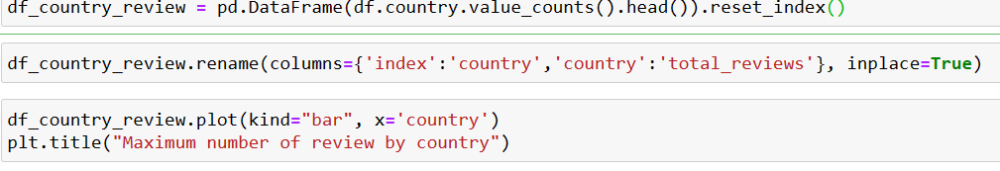 df_country_review = pd.DataFrame(df.country.value_counts().head()).reset_index()
df_country_review.rename(columns={'index':'country','country':'total_reviews'}, inplace=True)
df_country_review.plot(kind="bar", x='country')
plt.title("Maximum number of review by country")